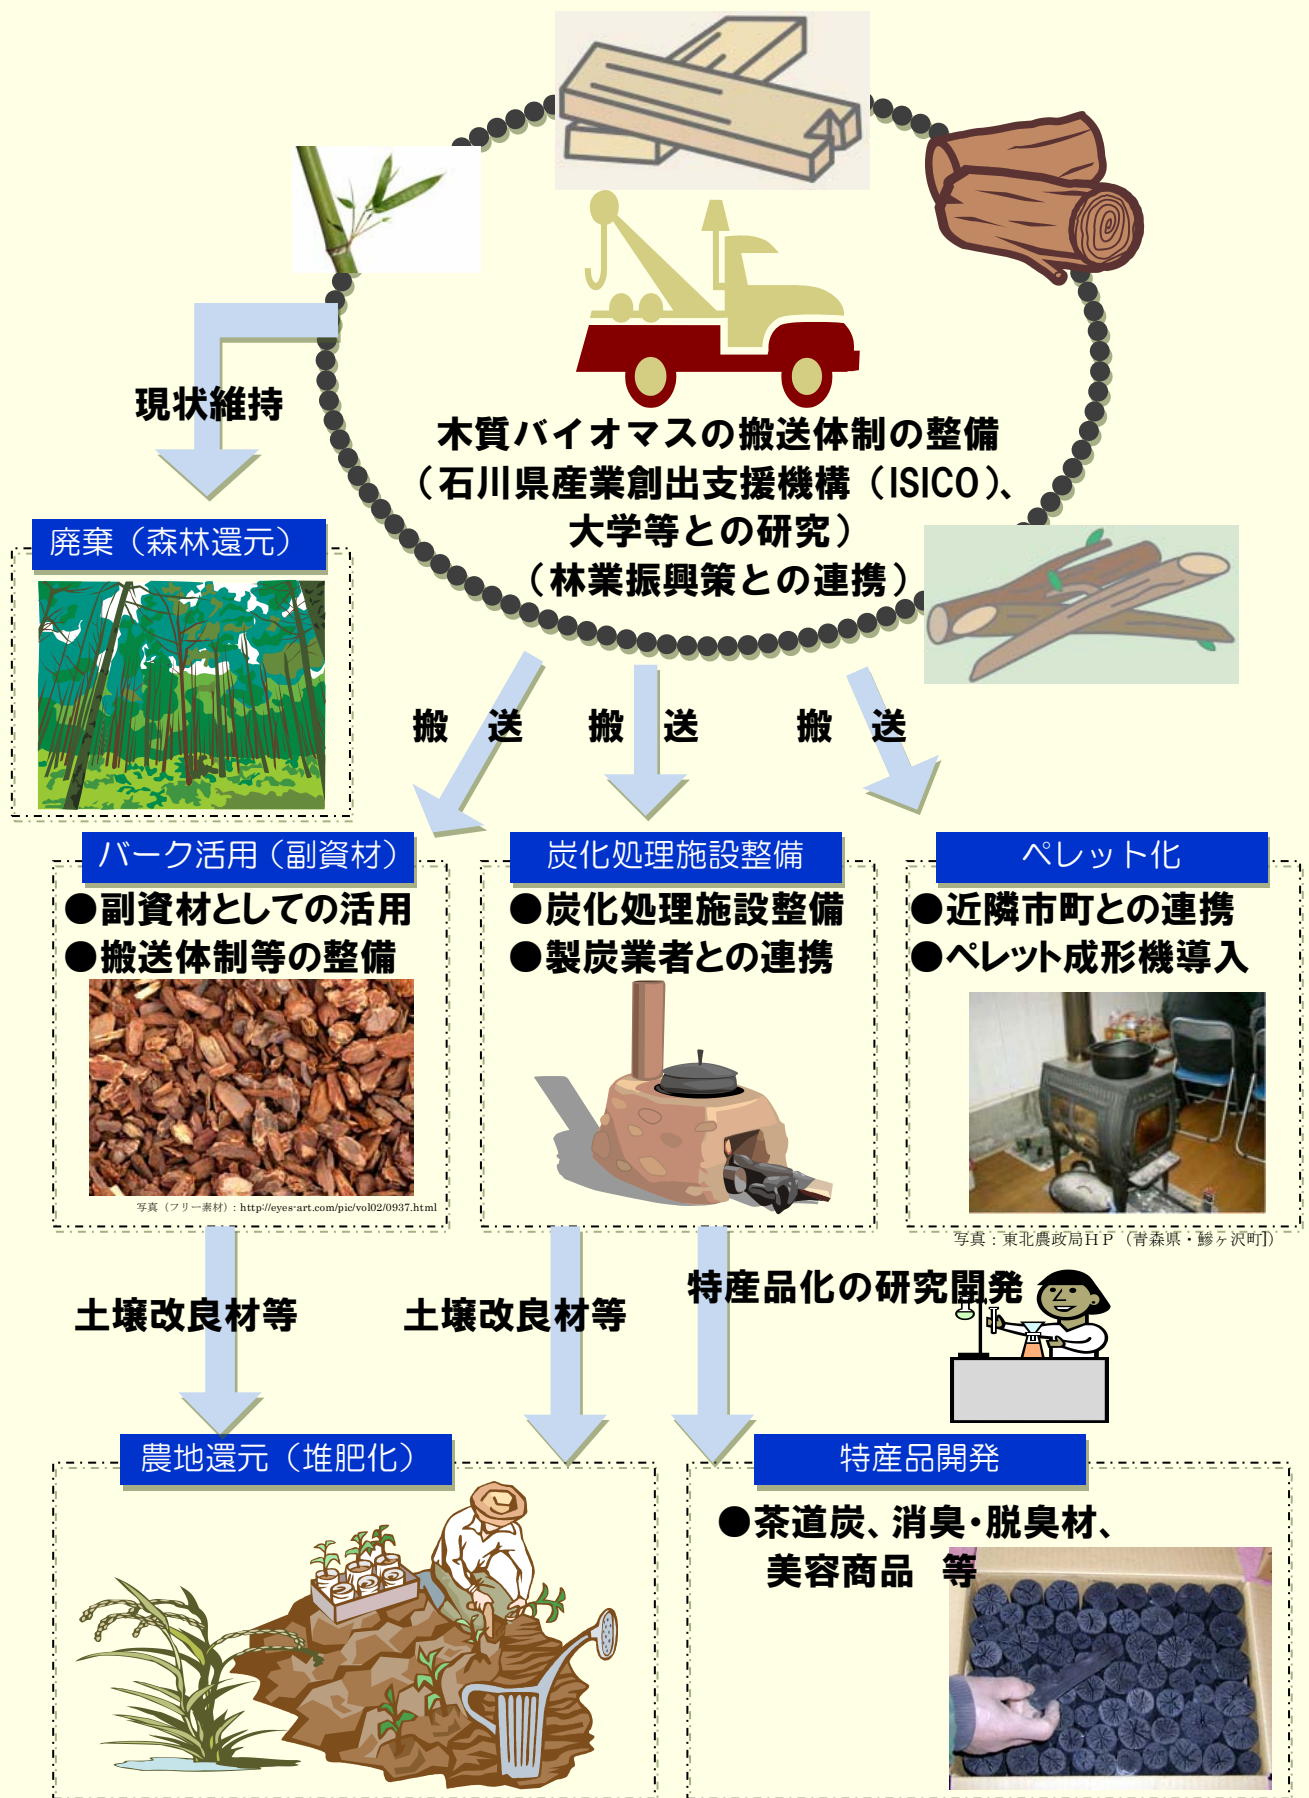 現状維持
木質バイオマスの搬送体制の整備
（石川県産業創出支援機構（ISICO）、
大学等との研究）
（林業振興策との連携）
廃棄（森林還元）
搬　送
搬　送
搬　送
バーク活用（副資材）
●副資材としての活用
●搬送体制等の整備
写真（フリー素材）: http://eyes-art.com/pic/vol02/0937.html
炭化処理施設整備
●炭化処理施設整備
●製炭業者との連携
ペレット化
●近隣市町との連携
●ペレット成形機導入
写真：東北農政局ＨＰ（青森県・鰺ヶ沢町）
土壌改良材等
土壌改良材等
特産品化の研究開発
農地還元（堆肥化）
特産品開発
●茶道炭、消臭・脱臭材、
美容商品　等